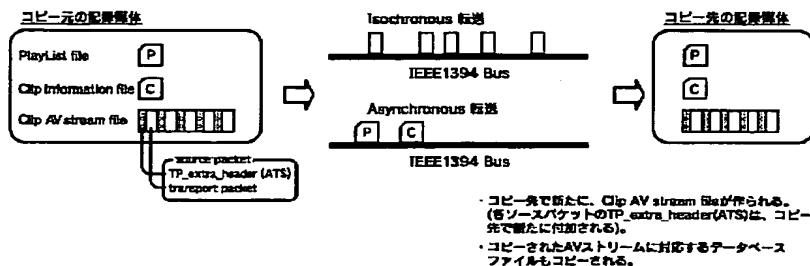 コピー元の記録媒体
PlayList file
P
Clip Information file
C
Clip AV stream file
source packet
TP_extra_header (ATS)
transport packet
Isochronous 転送
IEEE1394 Bus
Asynchronous 転送
P
C
IEEE1394 Bus
コピー先の記録媒体
P
C
・コピー先で新たに、Clip AV stream fileが作られる。
(各ソースパケットのTP_extra_header(ATS)は、コピー
先で新たに付加される)。
・コピーされたAVストリームに対応するデータベース
ファイルもコピーされる。